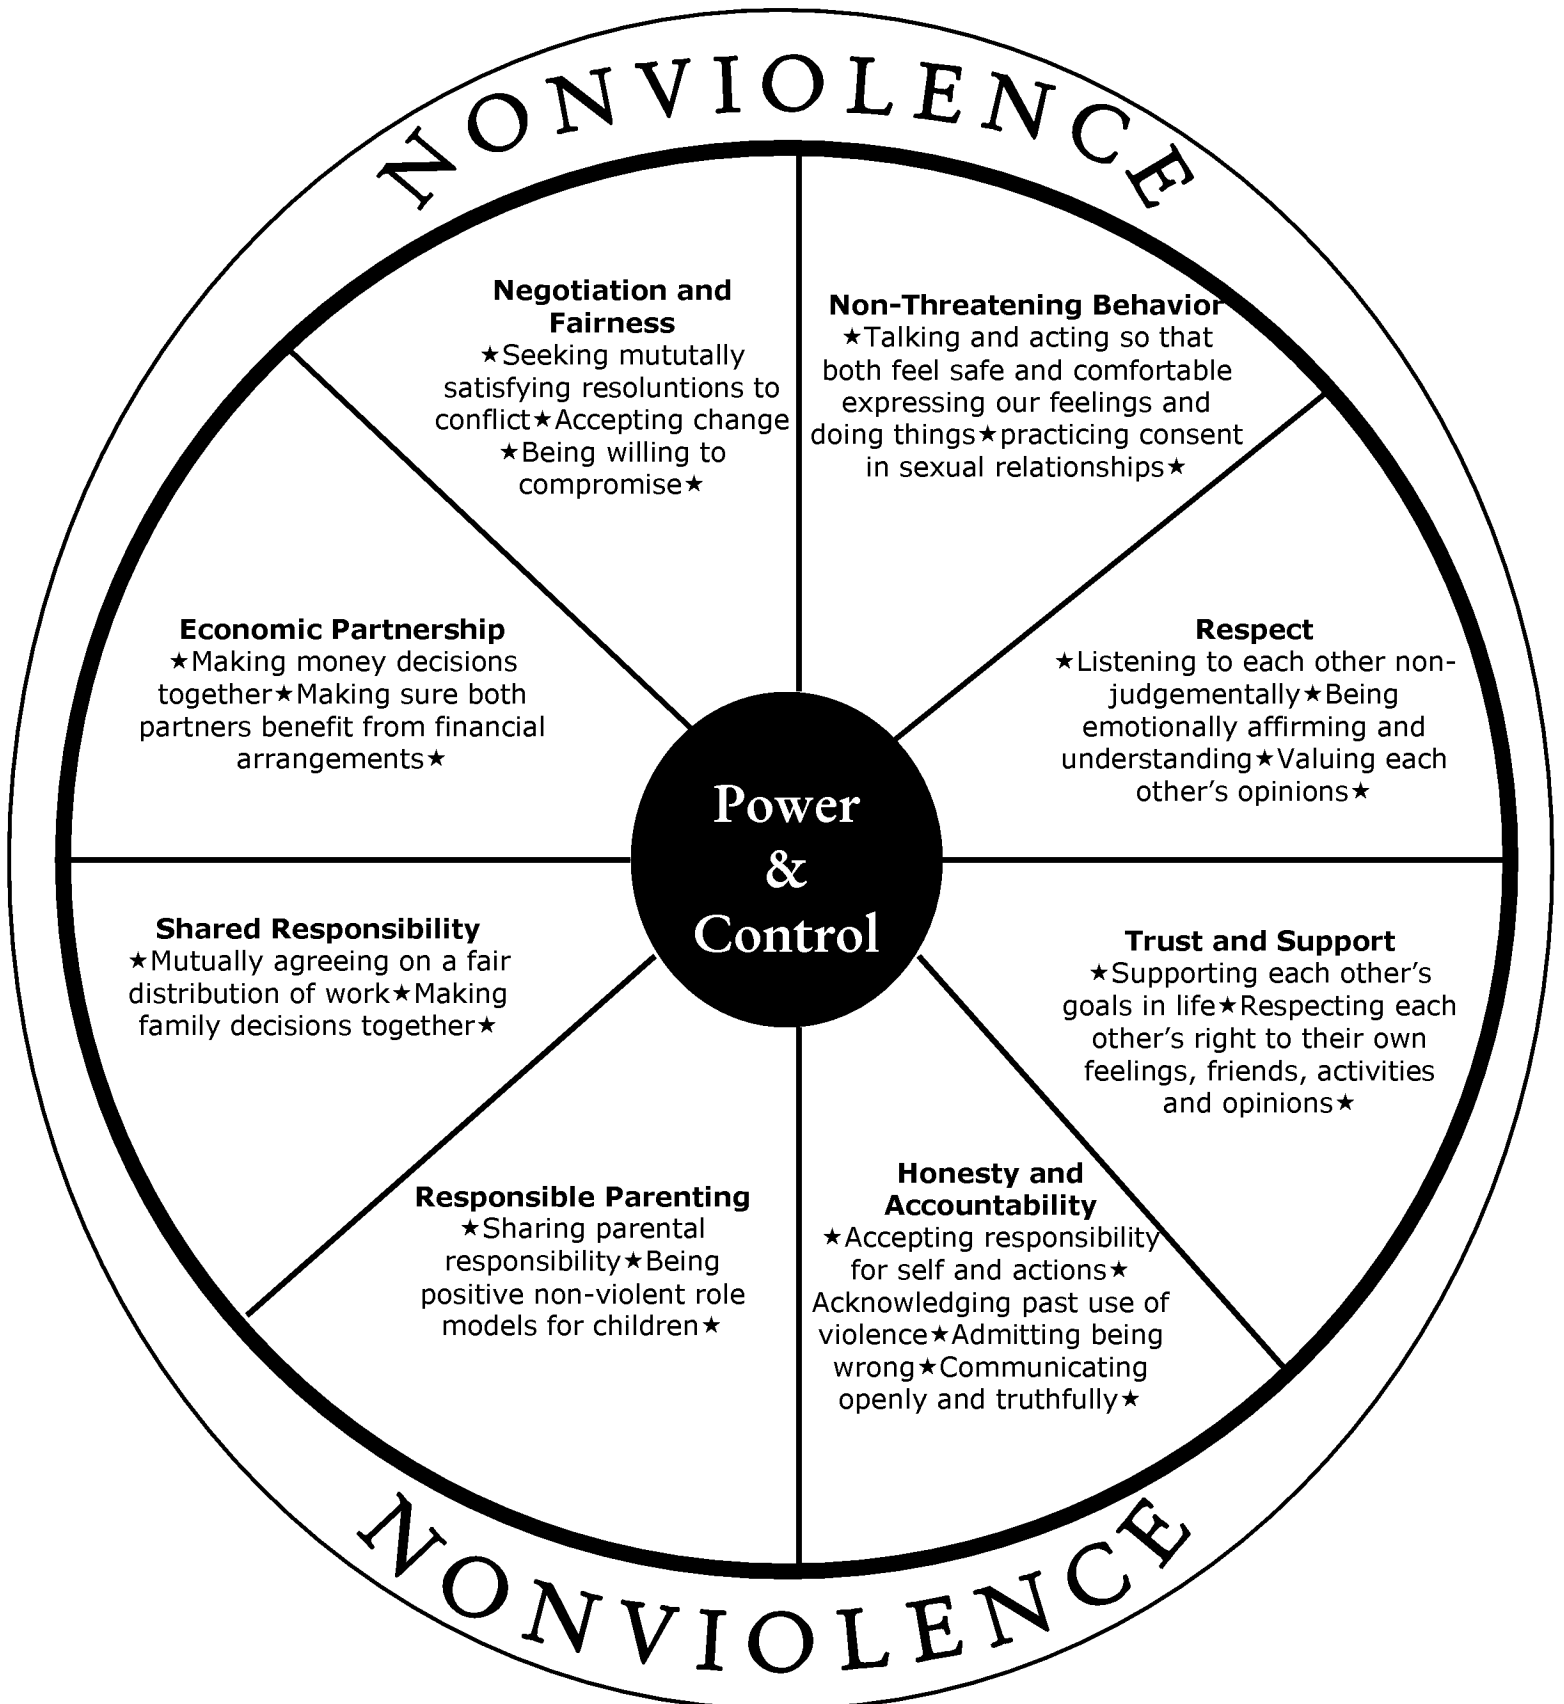 NONVIOLENCE
Negotiation and
Fairness
★Seeking mututally
satisfying resoluntions to
conflict★Accepting change
★Being willing to
compromise★
Non-Threatening Behavior
★Talking and acting so that
both feel safe and comfortable
expressing our feelings and
doing things★practicing consent
in sexual relationships★
Economic Partnership
★Making money decisions
together★Making sure both
partners benefit from financial
arrangements★
Respect
★Listening to each other non-
judgementally★Being
emotionally affirming and
understanding★Valuing each
other’s opinions★
Power
&
Control
Shared Responsibility
★Mutually agreeing on a fair
distribution of work★Making
family decisions together★
Trust and Support
★Supporting each other’s
goals in life★Respecting each
other’s right to their own
feelings, friends, activities
and opinions★
Responsible Parenting
★Sharing parental
responsibility★Being
positive non-violent role
models for children★
Honesty and
Accountability
★Accepting responsibility
for self and actions★
Acknowledging past use of
violence★Admitting being
wrong★Communicating
openly and truthfully★
NONVIOLENCE